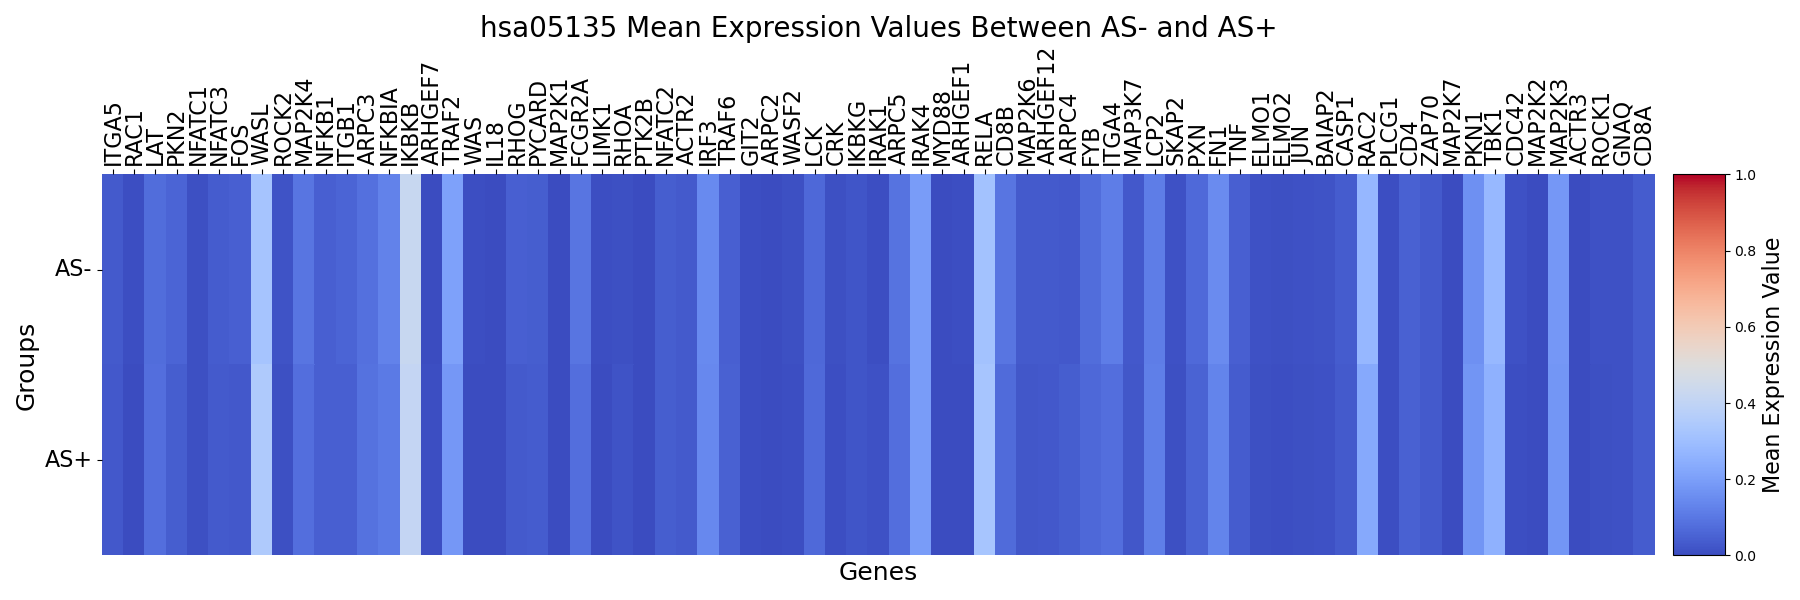 hsa05135 Mean Expression Values Between AS- and AS+
ITGA5
RAC1
LAT
PKN2
NFATC1
NFATC3
FOS
WASL
ROCK2
MAP2K4
NFKB1
ITGB1
ARPC3
NFKBIA
IKBKB
ARHGEF7
TRAF2
WAS
IL18
RHOG
PYCARD
MAP2K1
FCGR2A
LIMK1
RHOA
PTK2B
NFATC2
ACTR2
IRF3
TRAF6
GIT2
ARPC2
WASF2
LCK
CRK
IKBKG
IRAK1
ARPC5
IRAK4
MYD88
ARHGEF1
RELA
CD8B
MAP2K6
ARHGEF12
ARPC4
FYB
ITGA4
MAP3K7
LCP2
SKAP2
PXN
FN1
TNF
ELMO1
ELMO2
JUN
BAIAP2
CASP1
RAC2
PLCG1
CD4
ZAP70
MAP2K7
PKN1
TBK1
CDC42
MAP2K2
MAP2K3
ACTR3
ROCK1
GNAQ
CD8A
AS-
AS+
Groups
Genes
1.0
0.8
0.6
0.4
0.2
0.0
Mean Expression Value